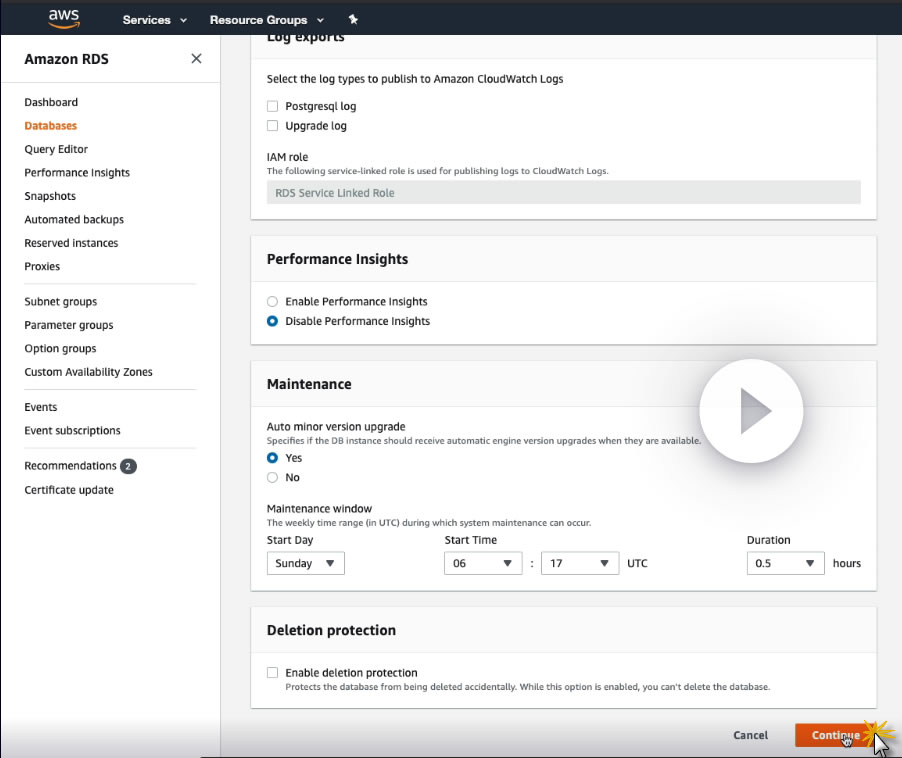 aws
Services
Resource Groups
Amazon RDS
Dashboard
Databases
Query Editor
Performance Insights
Snapshots
Automated backups
Reserved instances
Proxies
Subnet groups
Parameter groups
Option groups
Custom Availability Zones
Events
Event subscriptions
Recommendations 2
Certificate update
Log exports
Select the log types to publish to Amazon CloudWatch Logs
Postgresql log
Upgrade log
IAM role
The following service-linked role is used for publishing logs to CloudWatch Logs.
RDS Service Linked Role
Performance Insights
Enable Performance Insights
Disable Performance Insights
Maintenance
Auto minor version upgrade
Specifies if the DB instance should receive automatic engine version upgrades when they are available.
Yes
No
Maintenance window
The weekly time range (in UTC) during which system maintenance can occur.
Start Day Start Time Duration
Sunday 06 : 17 UTC 0.5 hours
Deletion protection
Enable deletion protection
Protects the database from being deleted accidentally. While this option is enabled, you can't delete the database.
Cancel Continue